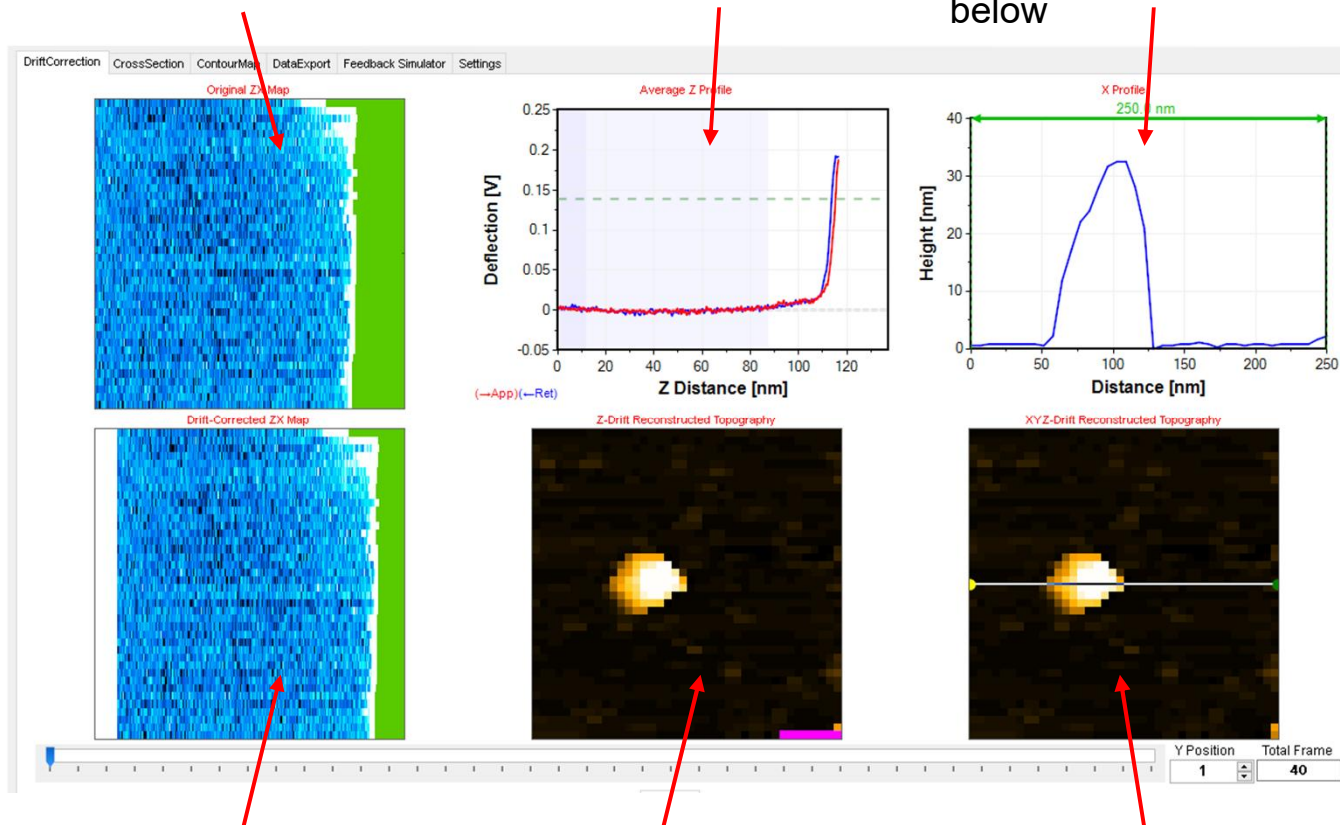 below
DriftCorrection CrossSection ContourMap DataExport Feedback Simulator Settings
Original ZX Map
Average Z Profile
0.25
0.2
0.15
0.1
0.05
0
-0.05
Deflection [V]
0 20 40 60 80 100 120
(→App)(←Ret) Z Distance [nm]
X Profile
250.0 nm
40
30
20
10
0
Height [nm]
0 50 100 150 200 250
Distance [nm]
Drift-Corrected ZX Map
Z-Drift Reconstructed Topography
XYZ-Drift Reconstructed Topography
Y Position Total Frame
1 40